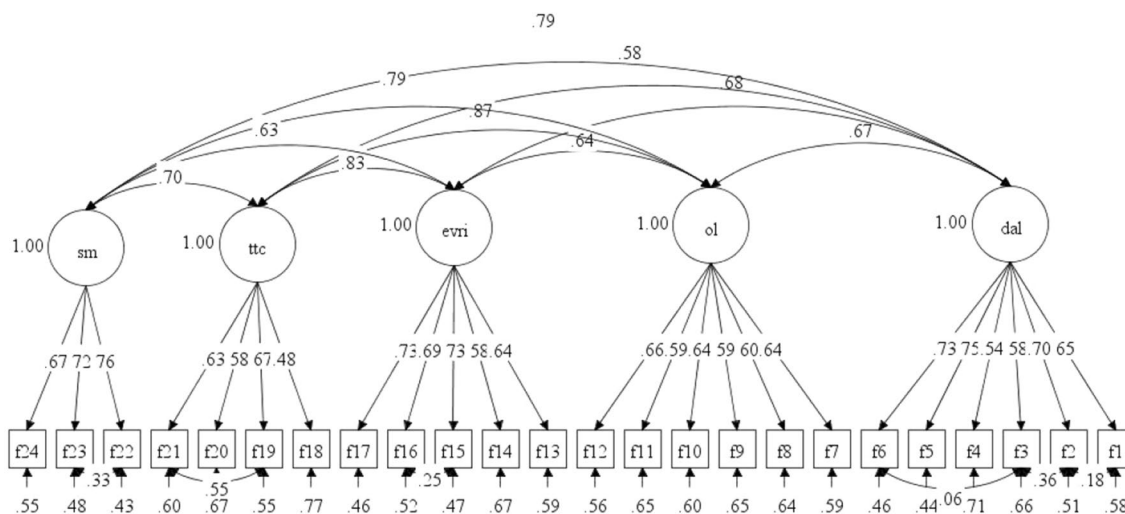 .79
.58
.79
.68
.87
.63
.67
.64
.83
.70
1.00 sm 1.00 ttc 1.00 evri 1.00 ol 1.00 dal
.67 72 76 .63 58 67 .48 .73 .69 73 58 .64 .66 .59 .64 59 60 .64 .73 75 .54 58 .70 65
f24 f23 f22 f21 f20 f19 f18 f17 f16 f15 f14 f13 f12 f11 f10 f9 f8 f7 f6 f5 f4 f3 f2 f1
.33 .55 .25 .06 .36 .18
.55 .48 .43 .60 .67 .55 .77 .46 .52 .47 .67 .59 .56 .65 .60 .65 .64 .59 .46 .44 .71 .66 .51 .58